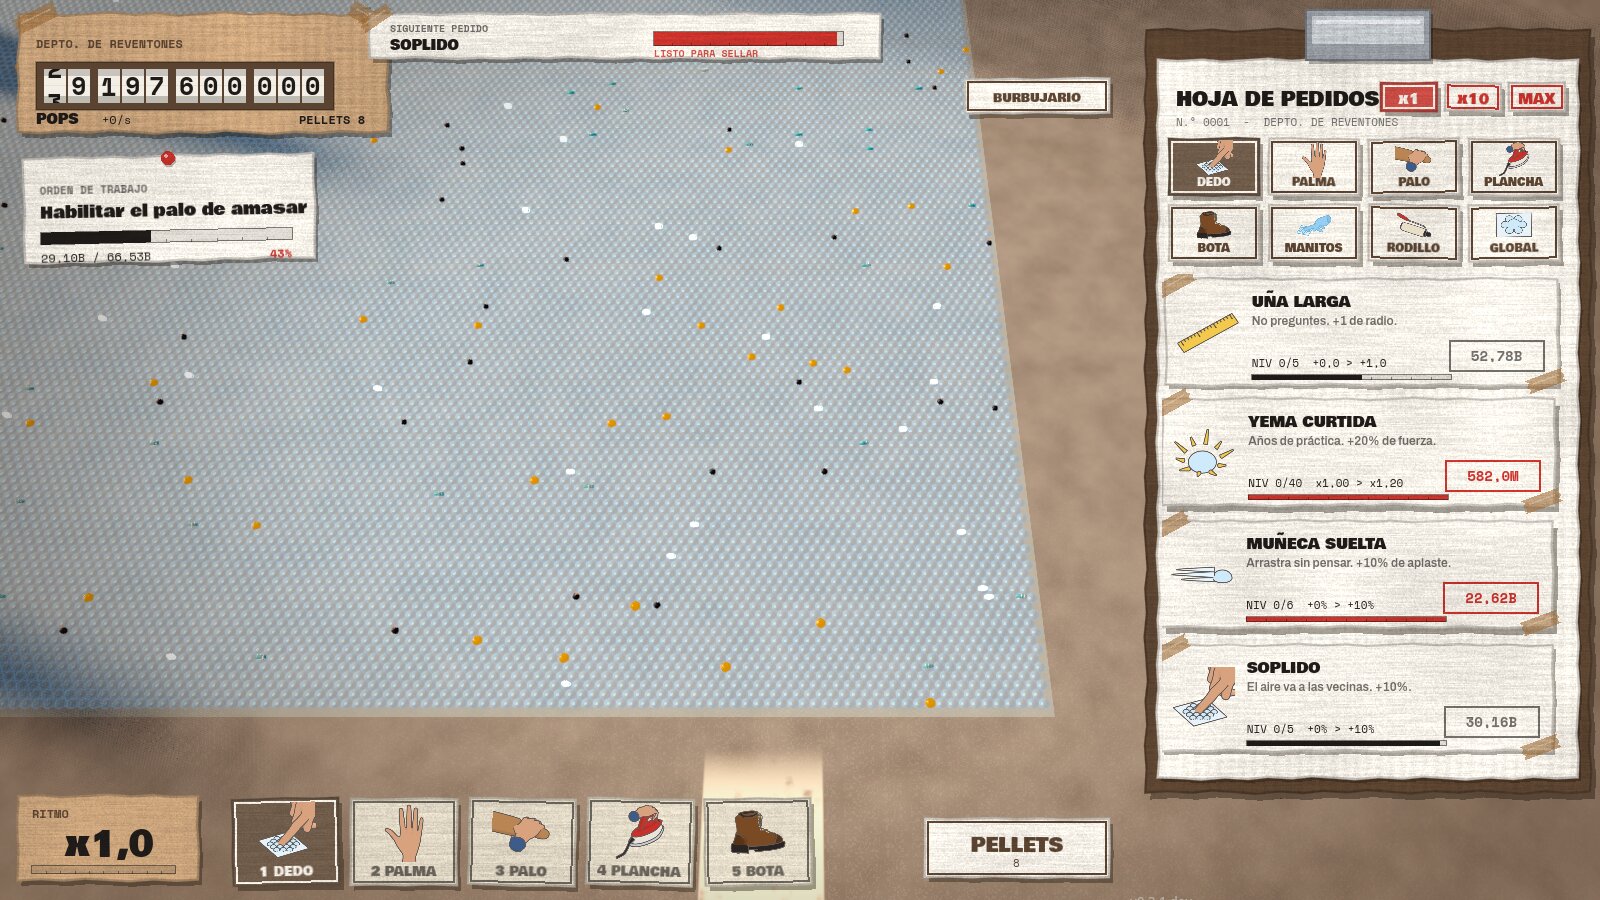 DEPTO. DE REVENTONES
9 197 600 000
POPS +0/s PELLETS 8
SIGUIENTE PEDIDO
SOPLIDO
LISTO PARA SELLAR
BURBUJARIO
ORDEN DE TRABAJO
Habilitar el palo de amasar
29.10B / 66.53B 43%
HOJA DE PEDIDOS x1 x10 MAX
N.° 0001 - DEPTO. DE REVENTONES
DEDO PALMA PALO PLANCHA
BOTA MANITOS RODILLO GLOBAL
UÑA LARGA
No preguntes. +1 de radio.
NIV 0/5 +0,0 > +1,0
52,78B
YEMA CURTIDA
Años de práctica. +20% de fuerza.
NIV 0/40 x1,00 > x1,20
582,0M
MUÑECA SUELTA
Arrastra sin pensar. +10% de aplaste.
NIV 0/6 +0% > +10%
22,62B
SOPLIDO
El aire va a las vecinas. +10%.
NIV 0/5 +0% > +10%
30,16B
RITMO
x1,0
1 DEDO 2 PALMA 3 PALO 4 PLANCHA 5 BOTA
PELLETS
8